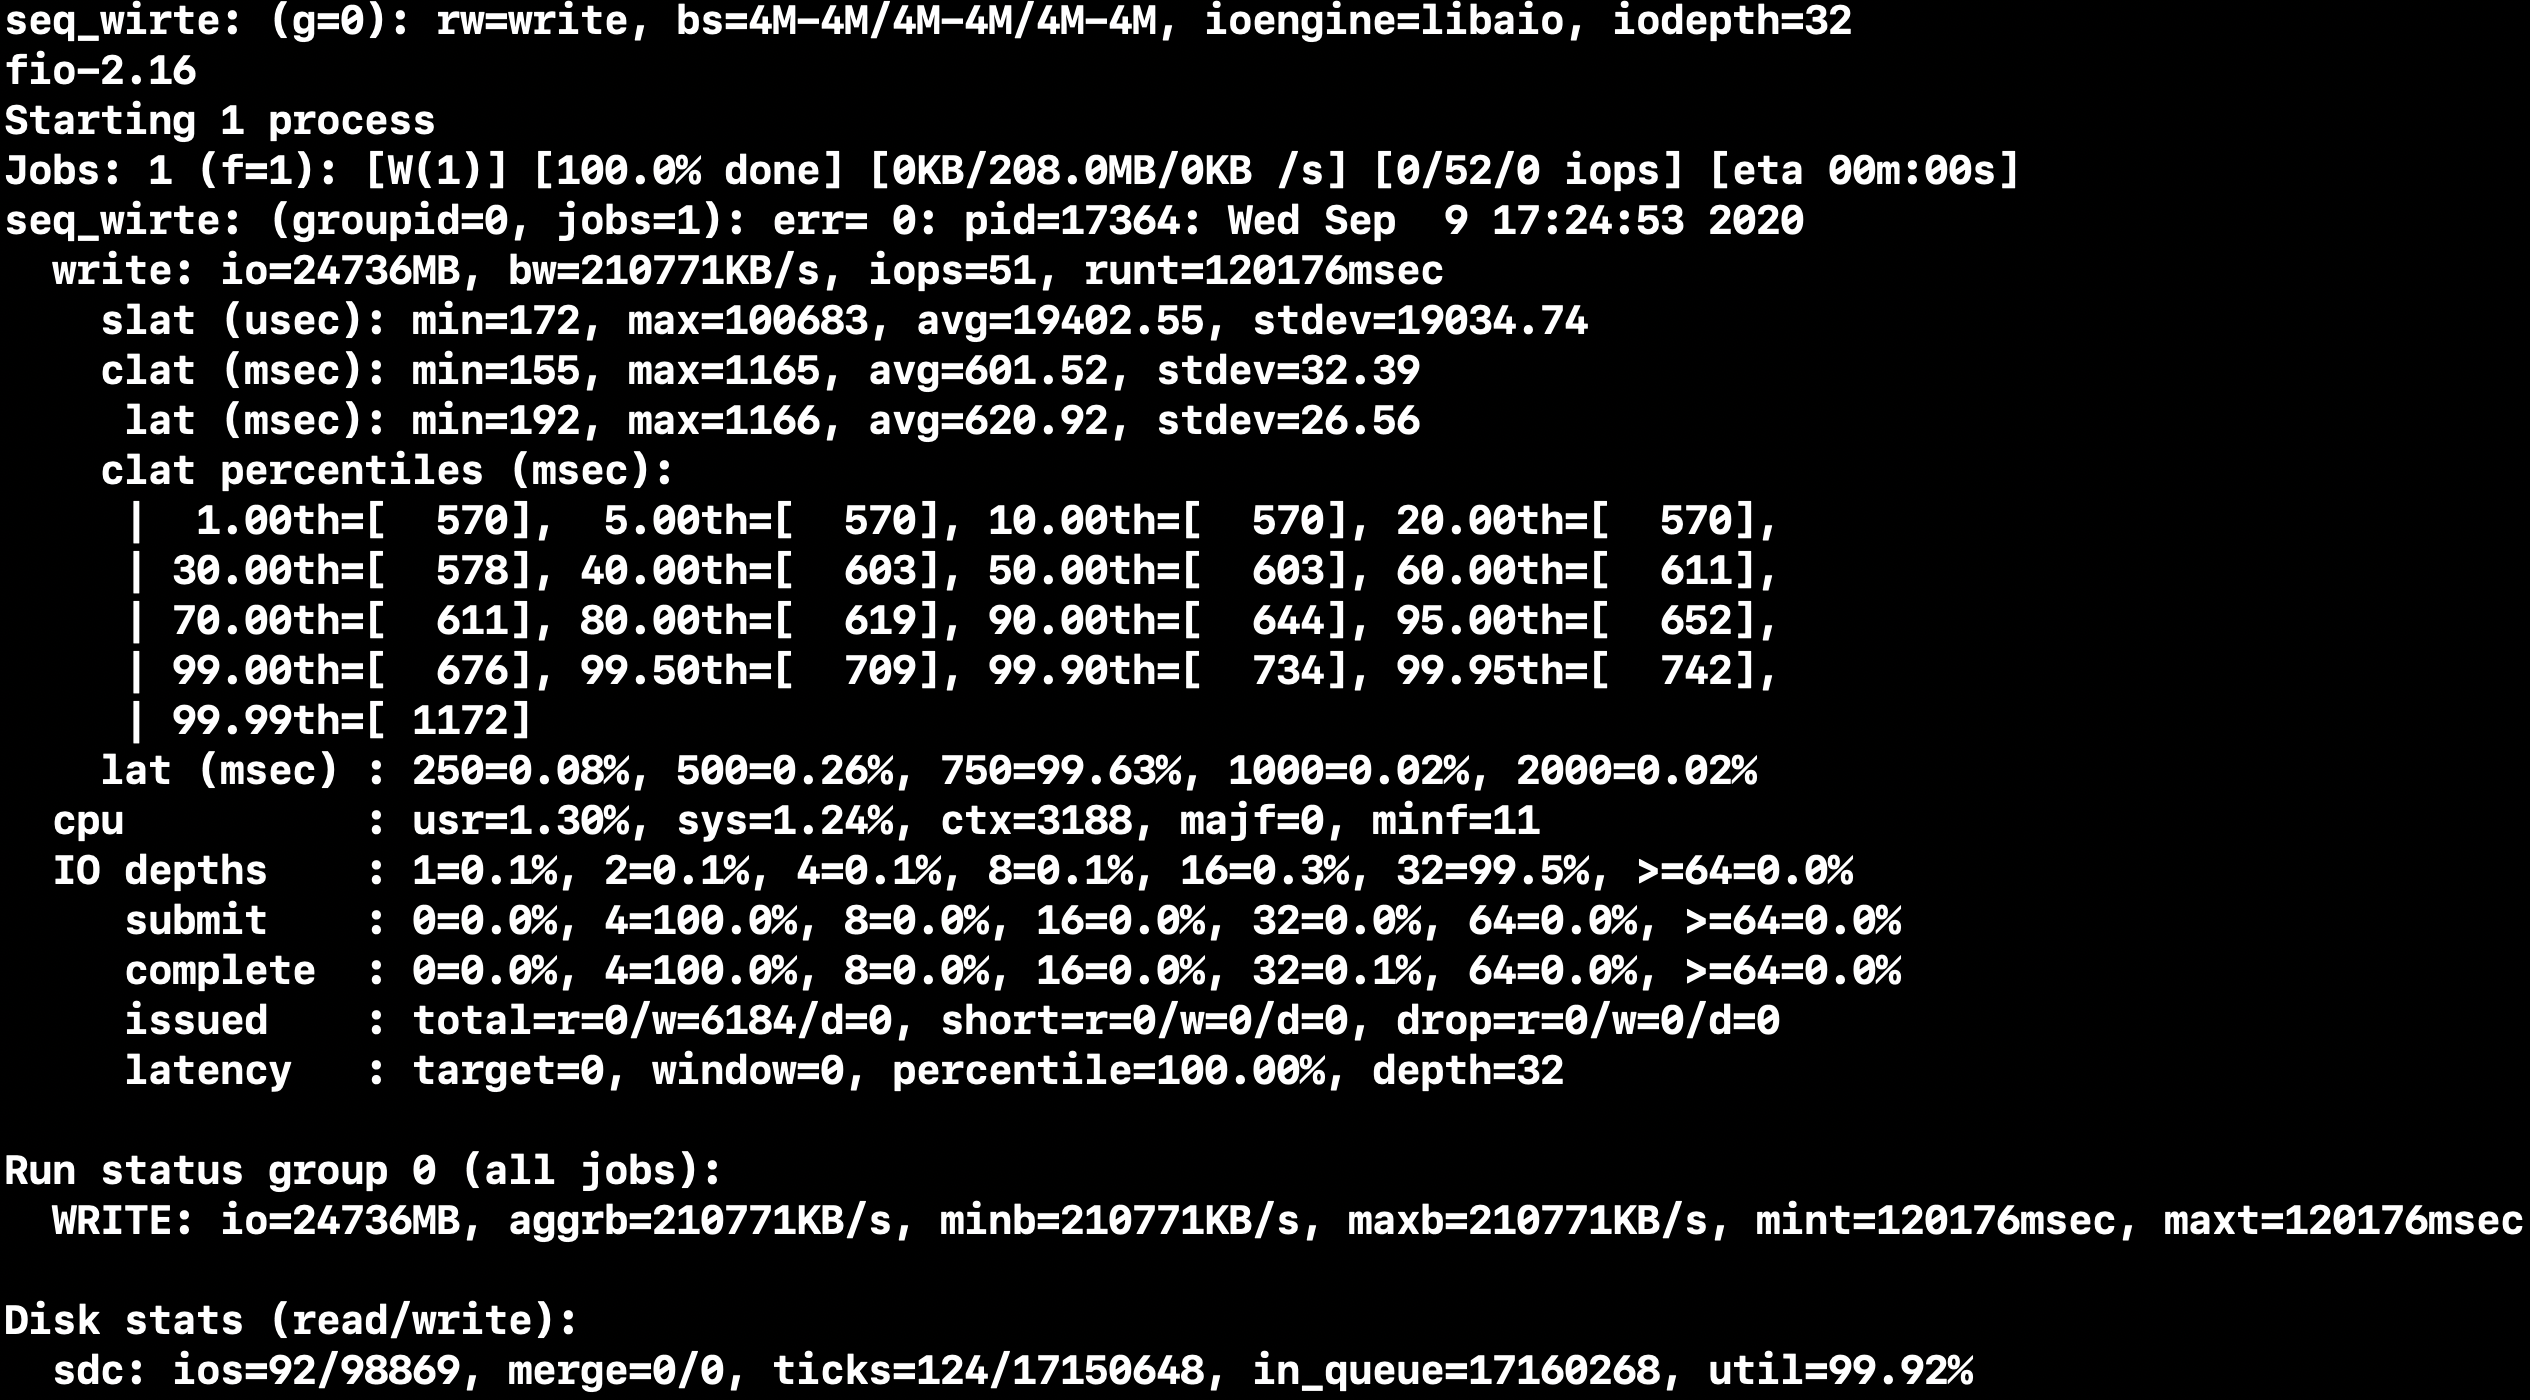 seq_wirte: (g=0): rw=write, bs=4M-4M/4M-4M/4M-4M, ioengine=libaio, iodepth=32
fio-2.16
Starting 1 process
Jobs: 1 (f=1): [W(1)] [100.0% done] [0KB/208.0MB/0KB /s] [0/52/0 iops] [eta 00m:00s]
seq_wirte: (groupid=0, jobs=1): err= 0: pid=17364: Wed Sep  9 17:24:53 2020
  write: io=24736MB, bw=210771KB/s, iops=51, runt=120176msec
    slat (usec): min=172, max=100683, avg=19402.55, stdev=19034.74
    clat (msec): min=155, max=1165, avg=601.52, stdev=32.39
     lat (msec): min=192, max=1166, avg=620.92, stdev=26.56
    clat percentiles (msec):
     |  1.00th=[  570],  5.00th=[  570], 10.00th=[  570], 20.00th=[  570],
     | 30.00th=[  578], 40.00th=[  603], 50.00th=[  603], 60.00th=[  611],
     | 70.00th=[  611], 80.00th=[  619], 90.00th=[  644], 95.00th=[  652],
     | 99.00th=[  676], 99.50th=[  709], 99.90th=[  734], 99.95th=[  742],
     | 99.99th=[ 1172]
    lat (msec) : 250=0.08%, 500=0.26%, 750=99.63%, 1000=0.02%, 2000=0.02%
  cpu          : usr=1.30%, sys=1.24%, ctx=3188, majf=0, minf=11
  IO depths    : 1=0.1%, 2=0.1%, 4=0.1%, 8=0.1%, 16=0.3%, 32=99.5%, >=64=0.0%
     submit    : 0=0.0%, 4=100.0%, 8=0.0%, 16=0.0%, 32=0.0%, 64=0.0%, >=64=0.0%
     complete  : 0=0.0%, 4=100.0%, 8=0.0%, 16=0.0%, 32=0.1%, 64=0.0%, >=64=0.0%
     issued    : total=r=0/w=6184/d=0, short=r=0/w=0/d=0, drop=r=0/w=0/d=0
     latency   : target=0, window=0, percentile=100.00%, depth=32

Run status group 0 (all jobs):
  WRITE: io=24736MB, aggrb=210771KB/s, minb=210771KB/s, maxb=210771KB/s, mint=120176msec, maxt=120176msec

Disk stats (read/write):
  sdc: ios=92/98869, merge=0/0, ticks=124/17150648, in_queue=17160268, util=99.92%